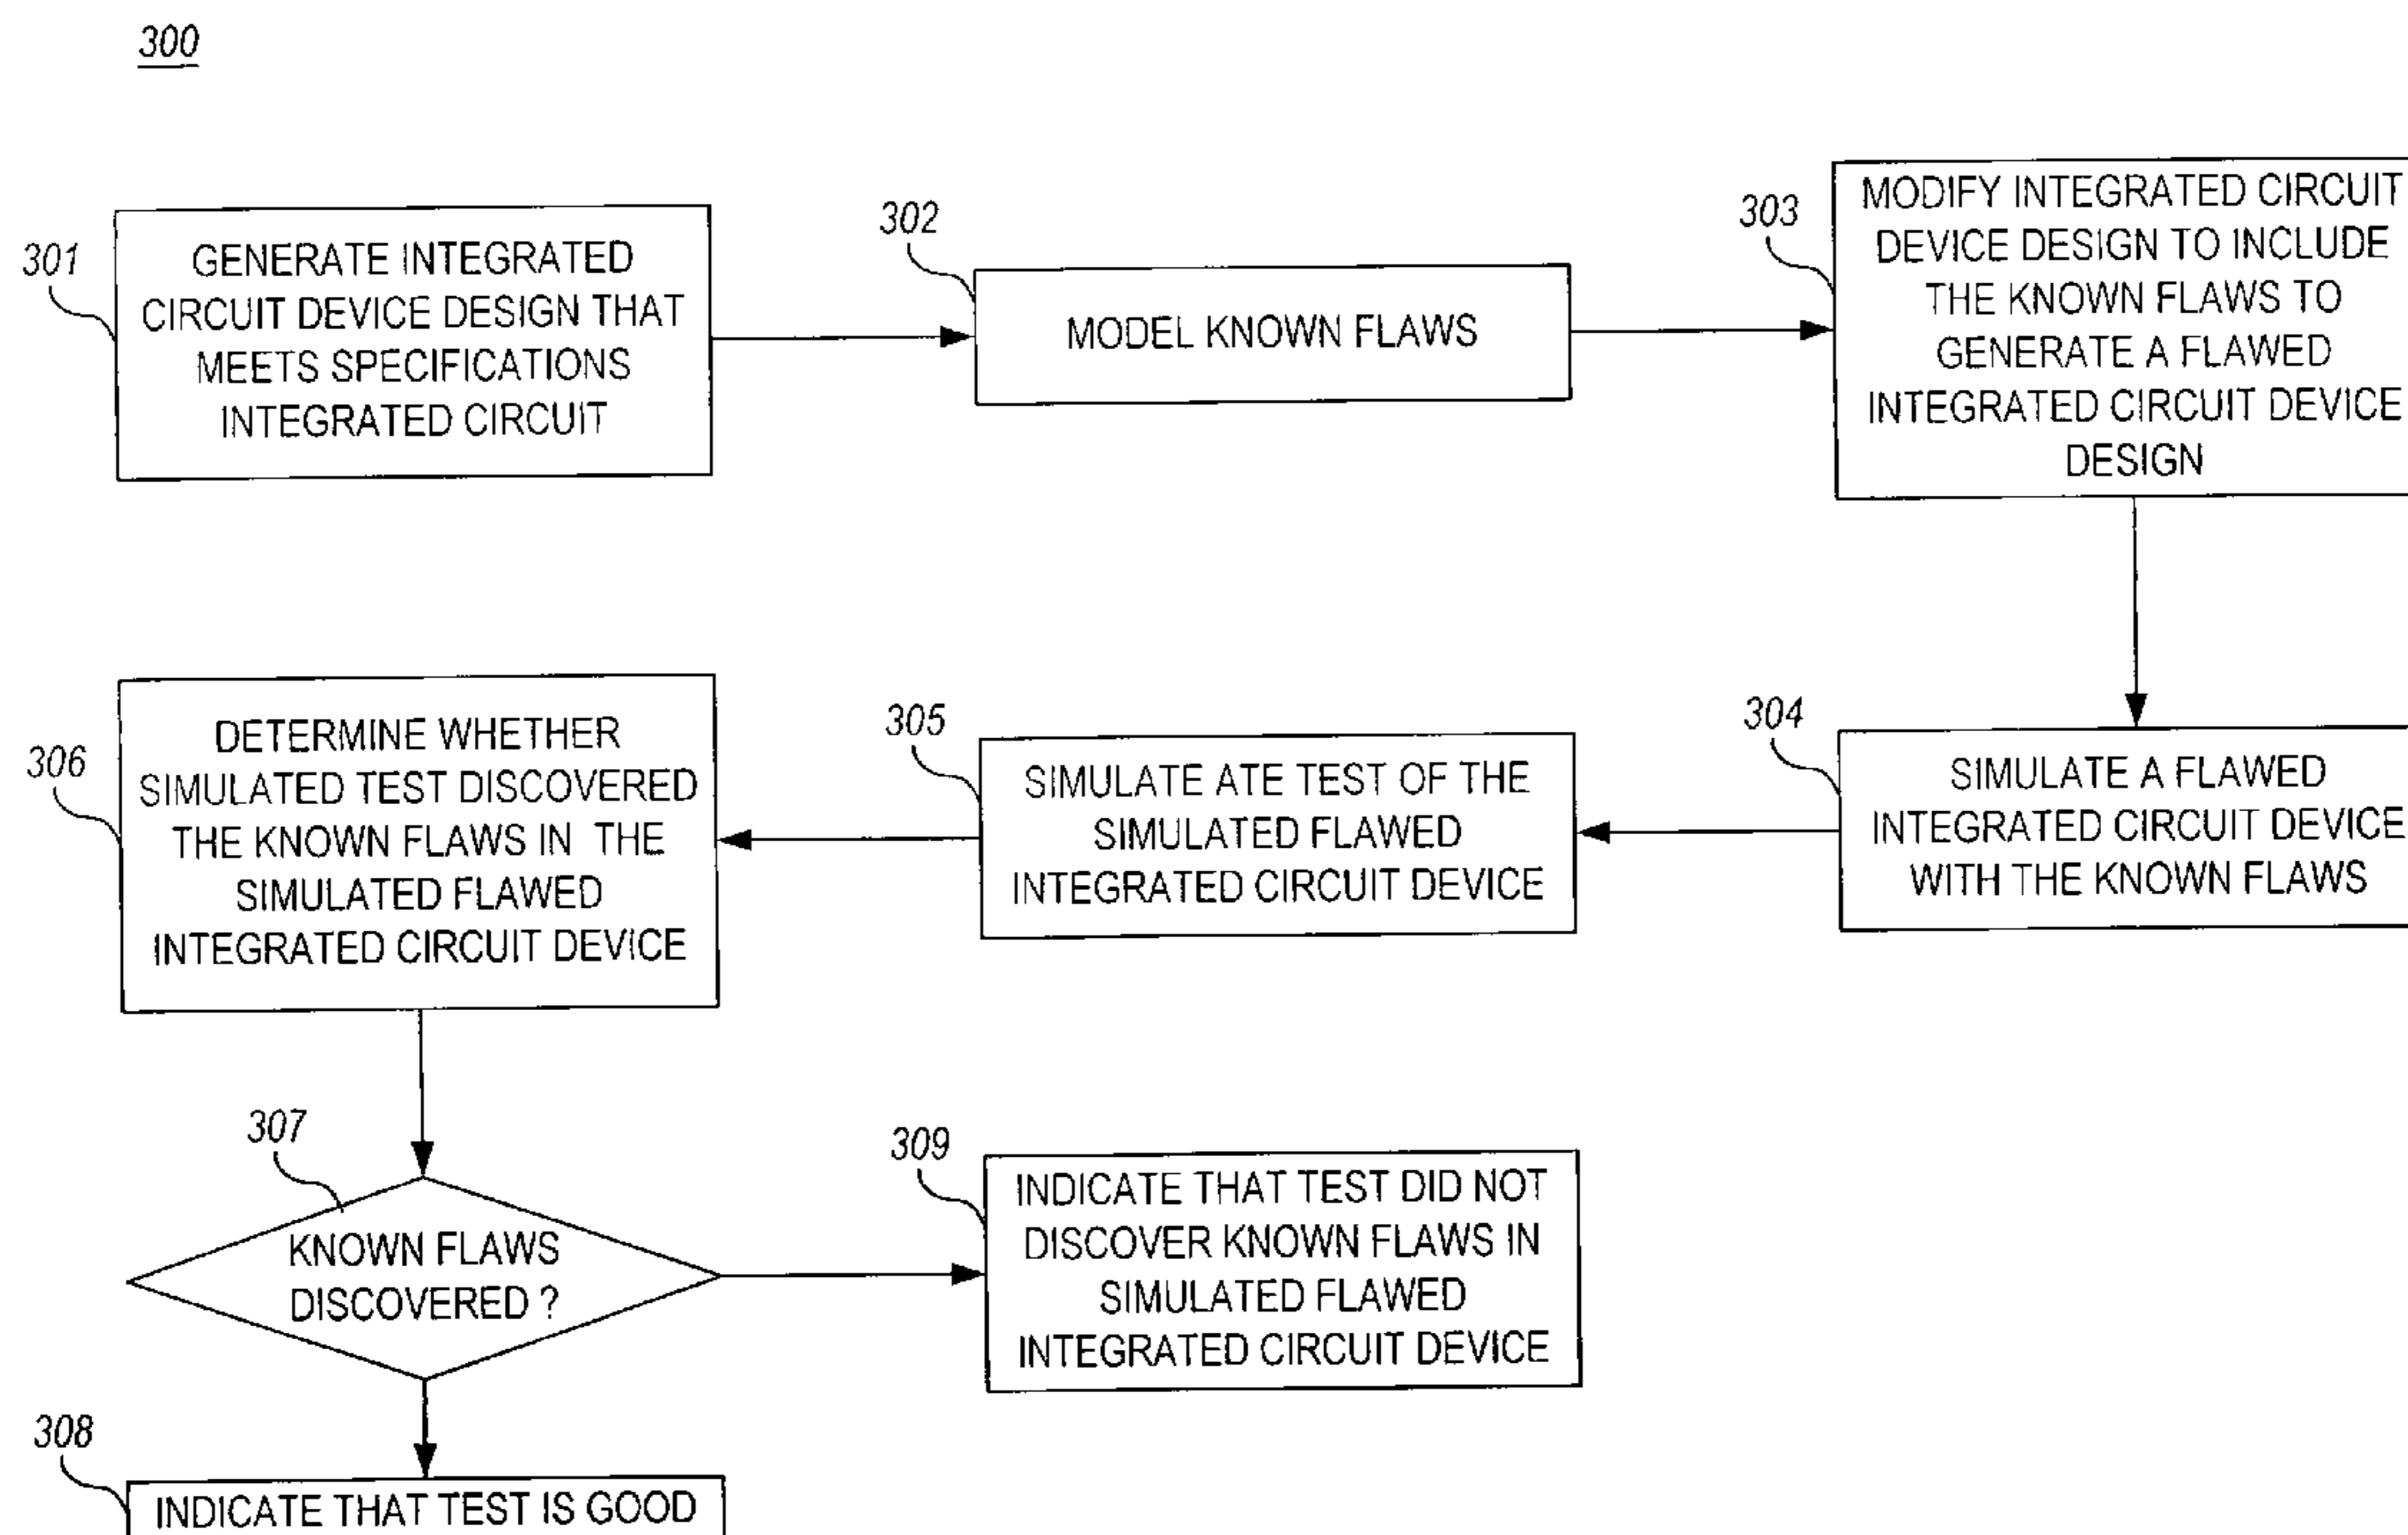 300
301
GENERATE INTEGRATED
CIRCUIT DEVICE DESIGN THAT
MEETS SPECIFICATIONS
INTEGRATED CIRCUIT
302
MODEL KNOWN FLAWS
303
MODIFY INTEGRATED CIRCUIT
DEVICE DESIGN TO INCLUDE
THE KNOWN FLAWS TO
GENERATE A FLAWED
INTEGRATED CIRCUIT DEVICE
DESIGN
304
SIMULATE A FLAWED
INTEGRATED CIRCUIT DEVICE
WITH THE KNOWN FLAWS
305
SIMULATE ATE TEST OF THE
SIMULATED FLAWED
INTEGRATED CIRCUIT DEVICE
306
DETERMINE WHETHER
SIMULATED TEST DISCOVERED
THE KNOWN FLAWS IN THE
SIMULATED FLAWED
INTEGRATED CIRCUIT DEVICE
307
KNOWN FLAWS
DISCOVERED ?
309
INDICATE THAT TEST DID NOT
DISCOVER KNOWN FLAWS IN
SIMULATED FLAWED
INTEGRATED CIRCUIT DEVICE
308
INDICATE THAT TEST IS GOOD